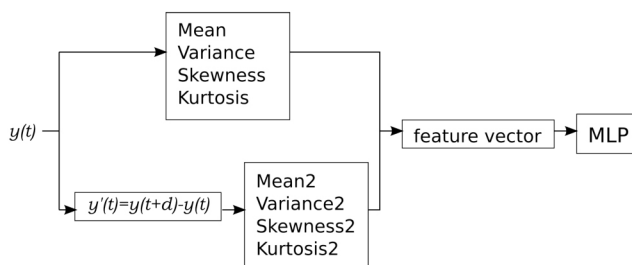 Mean
Variance
Skewness
Kurtosis
y(t)
feature vector
MLP
y'(t)=y(t+d)-y(t)
Mean2
Variance2
Skewness2
Kurtosis2